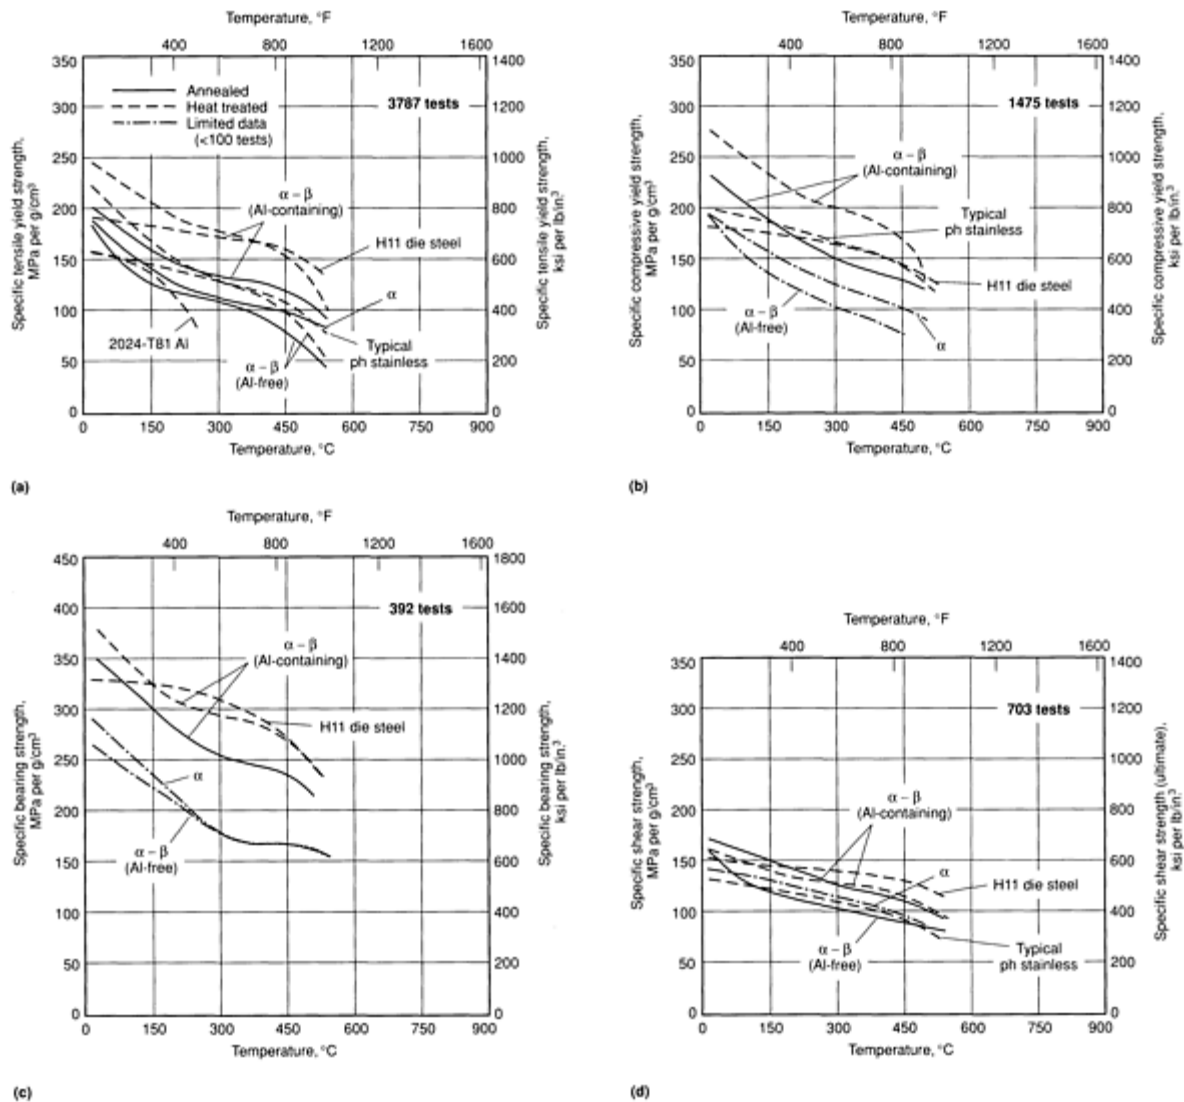 Temperature, °F
400 800 1200 1600
350 1400
Annealed
Heat treated
Limited data
(<100 tests)
3787 tests
300 1200
250 1000
α – β
(Al-containing)
200 800
H11 die steel
150 600
α
100 400
2024-T81 Al
Typical
ph stainless
α – β
(Al-free)
50 200
0 0
0 150 300 450 600 750 900
Temperature, °C
Specific tensile yield strength,
MPa per g/cm³
Specific tensile yield strength,
ksi per lb/in.³
(a)
Temperature, °F
400 800 1200 1600
350 1400
1475 tests
300 1200
250 1000
α – β
(Al-containing)
200 800
Typical
ph stainless
150 600
H11 die steel
α – β
(Al-free)
100 400
α
50 200
0 0
0 150 300 450 600 750 900
Temperature, °C
Specific compressive yield strength,
MPa per g/cm³
Specific compressive yield strength,
ksi per lb/in.³
(b)
Temperature, °F
400 800 1200 1600
450 1800
392 tests
400 1600
α – β
(Al-containing)
350 1400
300 1200
H11 die steel
250 1000
α
200 800
α – β
(Al-free)
150 600
100 400
50 200
0 0
0 150 300 450 600 750 900
Temperature, °C
Specific bearing strength,
MPa per g/cm³
Specific bearing strength,
ksi per lb/in.³
(c)
Temperature, °F
400 800 1200 1600
350 1400
703 tests
300 1200
250 1000
α – β
(Al-containing)
200 800
150 600
α
H11 die steel
100 400
α – β
(Al-free)
Typical
ph stainless
50 200
0 0
0 150 300 450 600 750 900
Temperature, °C
Specific shear strength,
MPa per g/cm³
Specific shear strength (ultimate),
ksi per lb/in.³
(d)